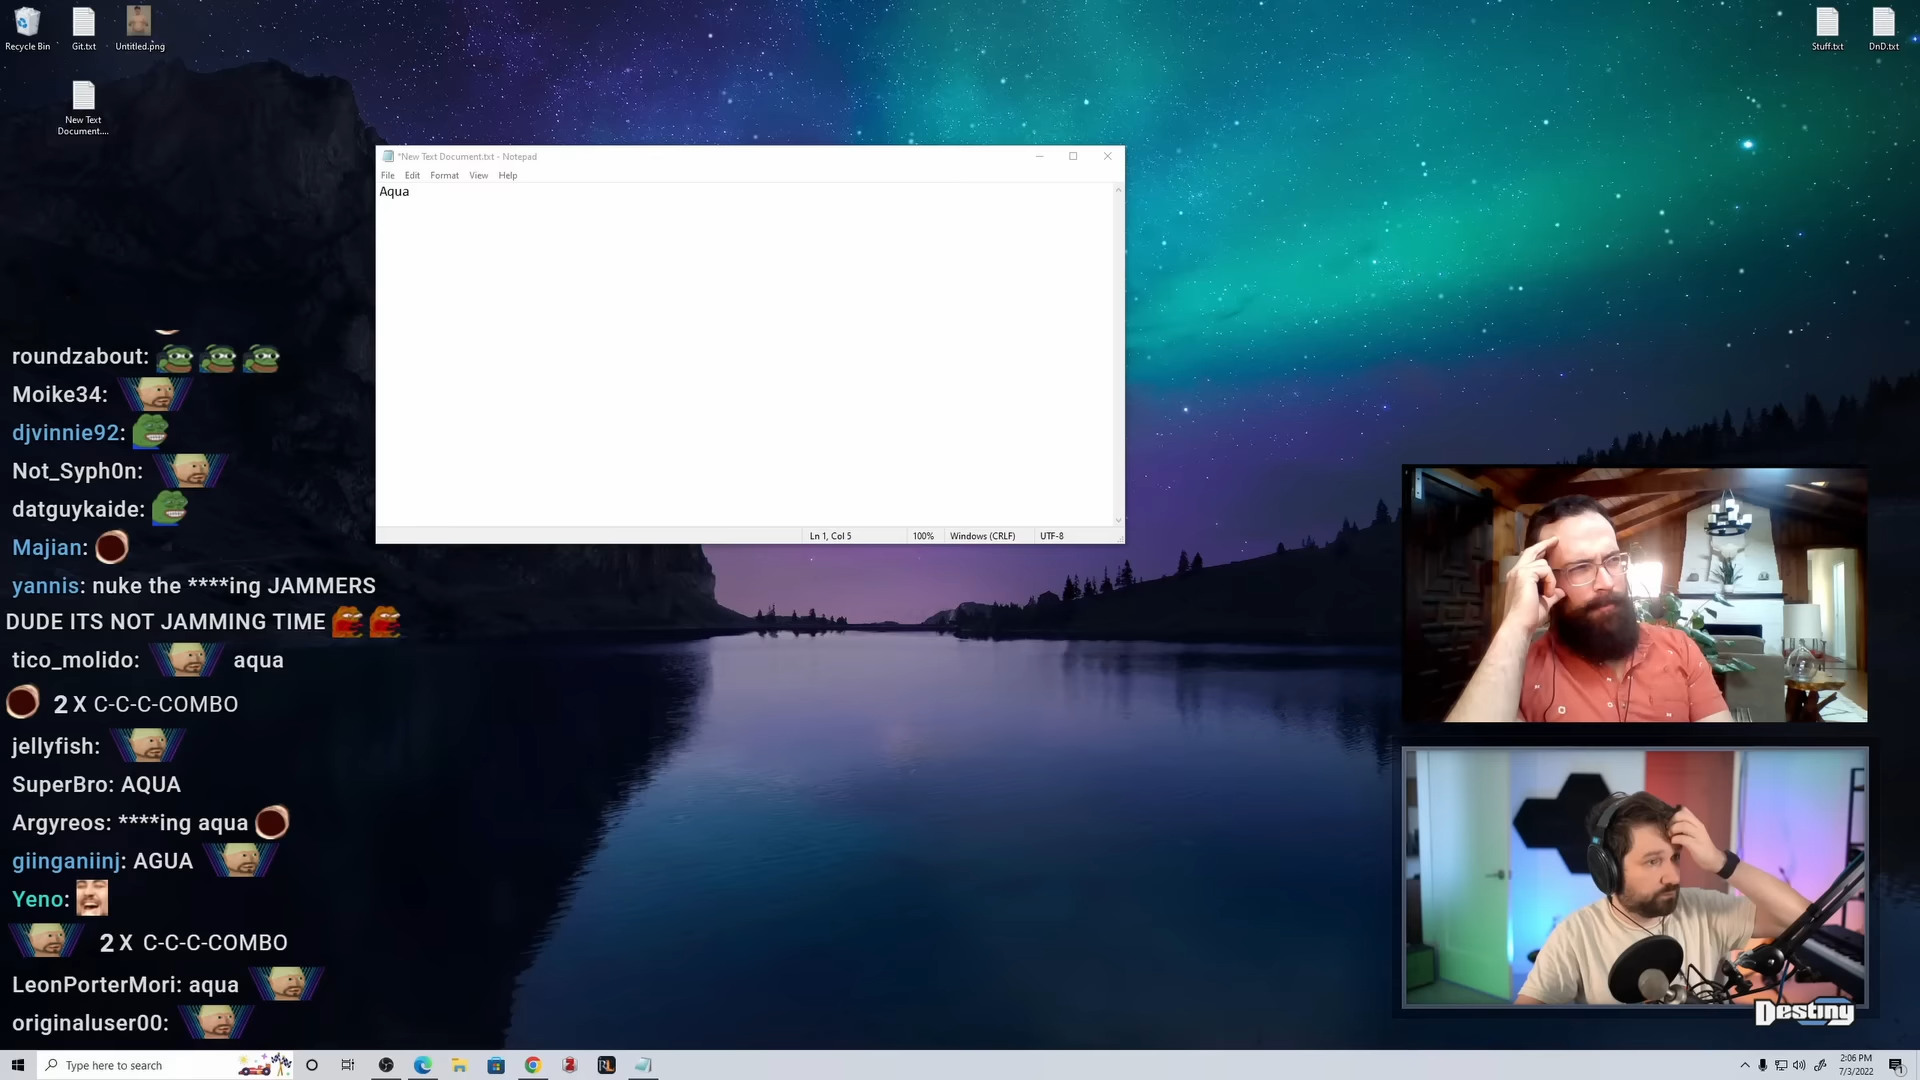 Recycle Bin
Git.txt
Untitled.png
Stuff.txt
DnD.txt
New Text
Document....
*New Text Document.txt - Notepad
File Edit Format View Help
Aqua
Ln 1, Col 5
100%
Windows (CRLF)
UTF-8
roundzabout:
Moike34:
djvinnie92:
Not_Syph0n:
datguykaide:
Majian:
yannis: nuke the ****ing JAMMERS
DUDE ITS NOT JAMMING TIME
tico_molido: aqua
2 X C-C-C-COMBO
jellyfish:
SuperBro: AQUA
Argyreos: ****ing aqua
giinganiinj: AGUA
Yeno:
2 X C-C-C-COMBO
LeonPorterMori: aqua
originaluser00:
Destiny
Type here to search
2:06 PM
7/3/2022